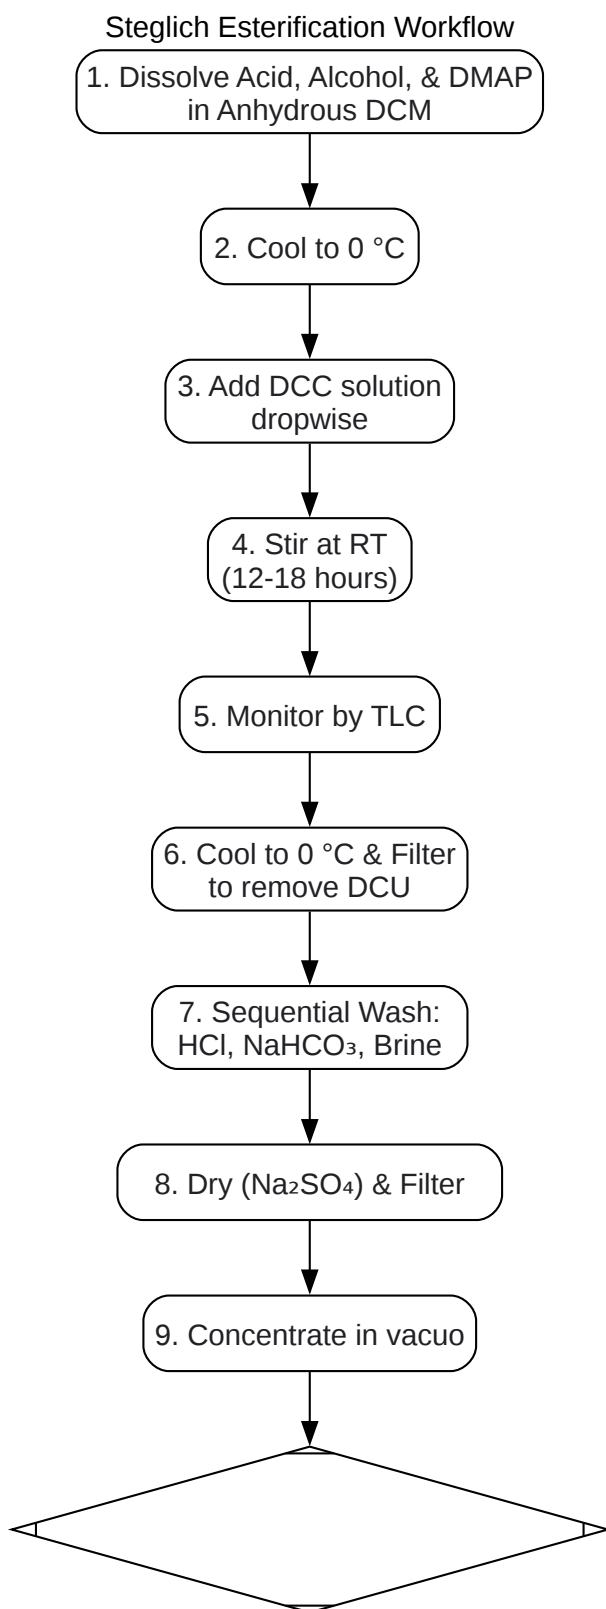 Steglich Esterification Workflow
1. Dissolve Acid, Alcohol, & DMAP
in Anhydrous DCM
2. Cool to 0 °C
3. Add DCC solution
dropwise
4. Stir at RT
(12-18 hours)
5. Monitor by TLC
6. Cool to 0 °C & Filter
to remove DCU
7. Sequential Wash:
HCl, NaHCO₃, Brine
8. Dry (Na₂SO₄) & Filter
9. Concentrate in vacuo